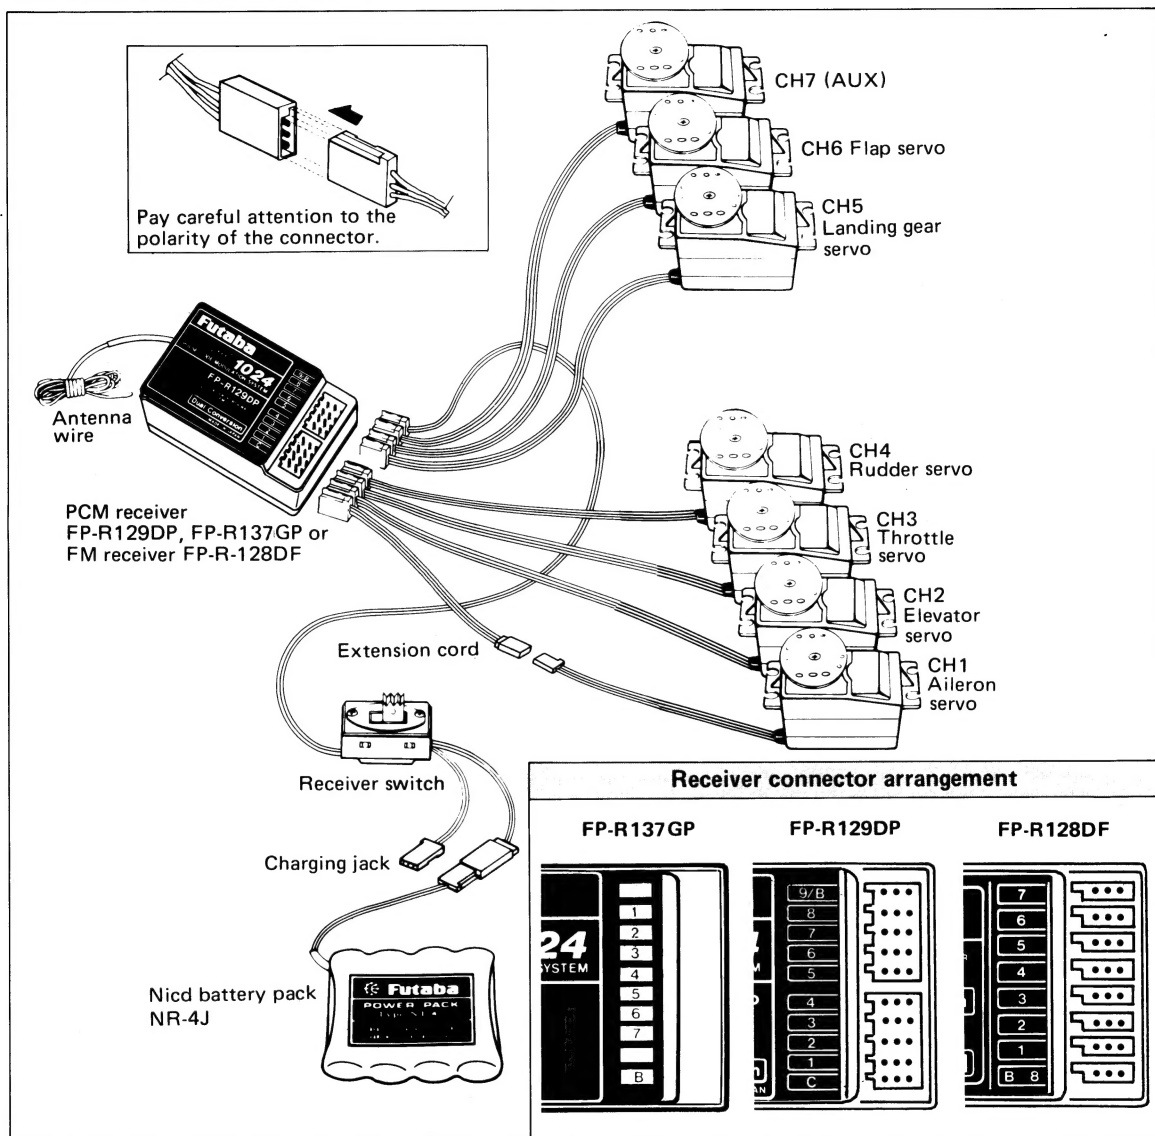 Pay careful attention to the
polarity of the connector.
CH7 (AUX)
CH6 Flap servo
CH5
Landing gear
servo
Futaba
1024
FP-R129DP
Dual Conversion
Antenna
wire
PCM receiver
FP-R129DP, FP-R137GP or
FM receiver FP-R-128DF
CH4
Rudder servo
CH3
Throttle
servo
CH2
Elevator
servo
CH1
Aileron
servo
Extension cord
Receiver switch
Charging jack
Nicd battery pack
NR-4J
Futaba
POWER PACK
Receiver connector arrangement
FP-R137GP
1
2
3
4
5
6
7
B
24
SYSTEM
FP-R129DP
9/B
8
7
6
5
4
3
2
1
C
FP-R128DF
7
6
5
4
3
2
1
B 8